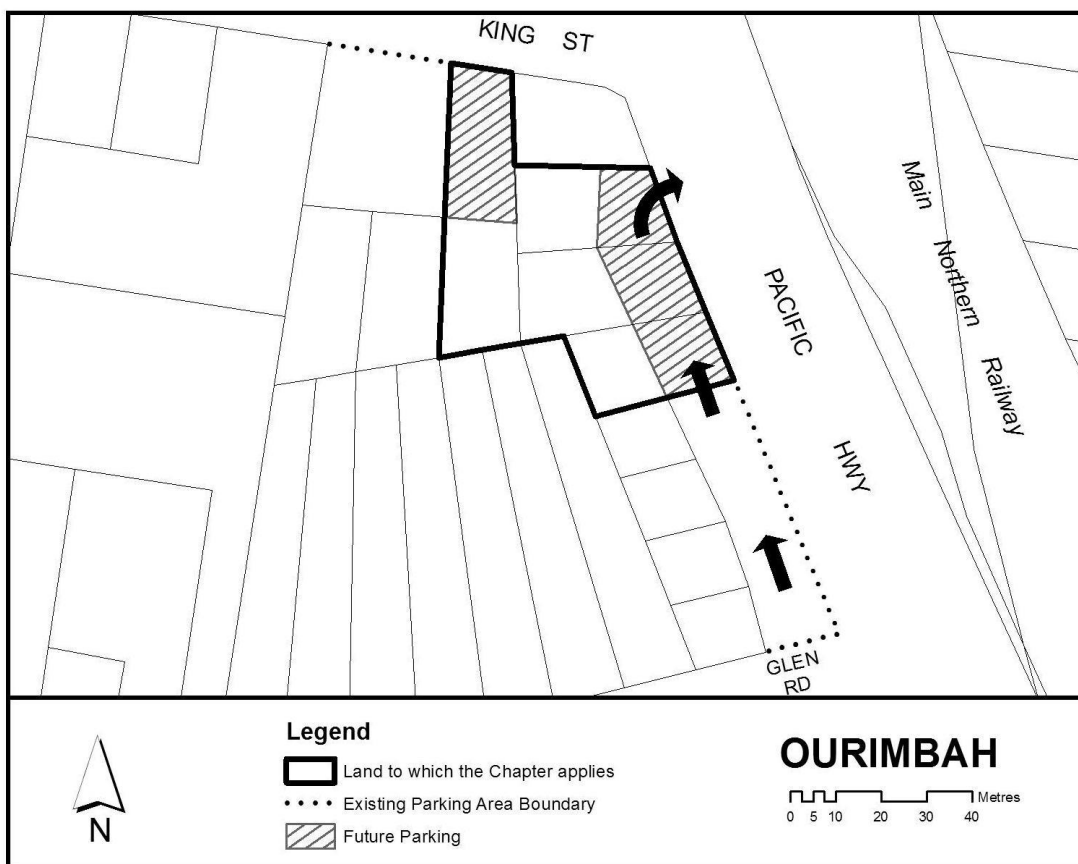 KING ST
PACIFIC
HWY
Main Northern Railway
GLEN
RD
N
Legend
Land to which the Chapter applies
Existing Parking Area Boundary
Future Parking
OURIMBAH
Metres
0 5 10 20 30 40